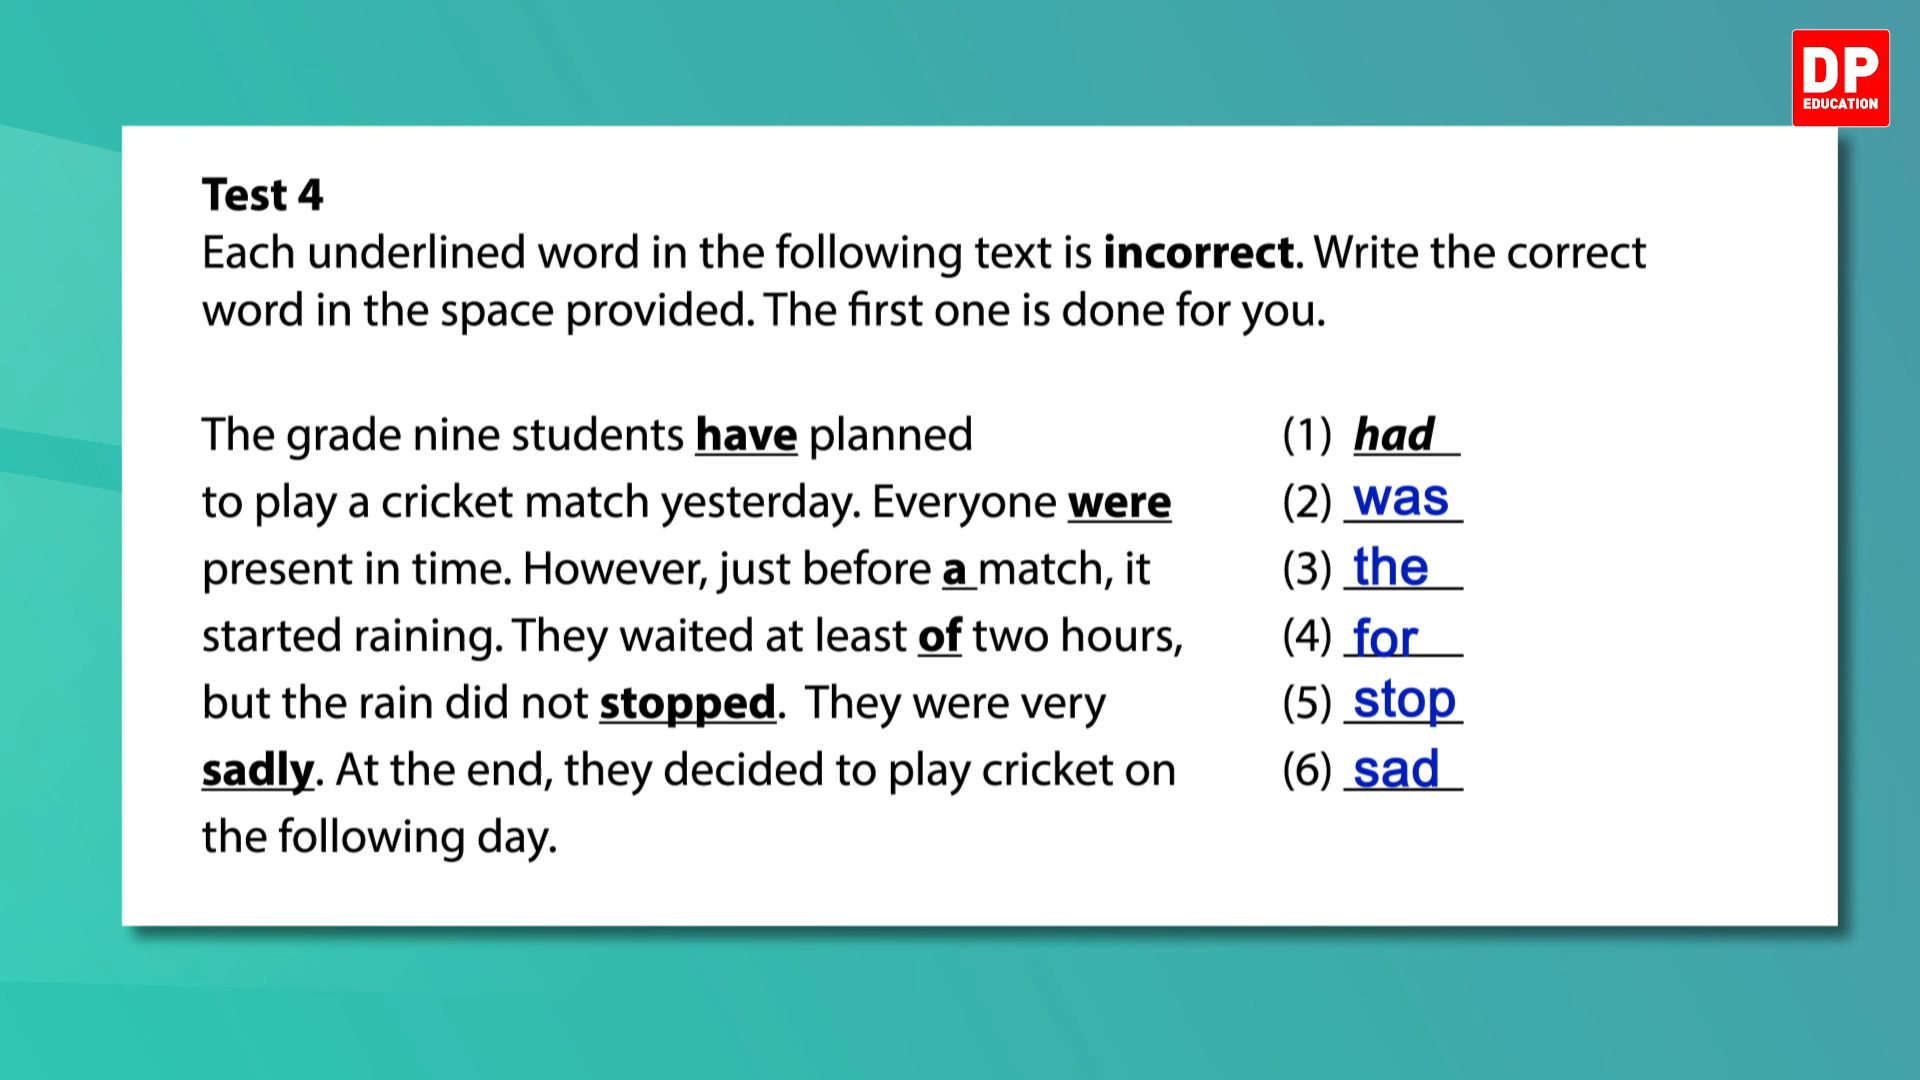 DP
EDUCATION
Test 4
Each underlined word in the following text is incorrect. Write the correct
word in the space provided. The first one is done for you.
The grade nine students have planned (1) had
to play a cricket match yesterday. Everyone were (2) was
present in time. However, just before a match, it (3) the
started raining. They waited at least of two hours, (4) for
but the rain did not stopped. They were very (5) stop
sadly. At the end, they decided to play cricket on (6) sad
the following day.